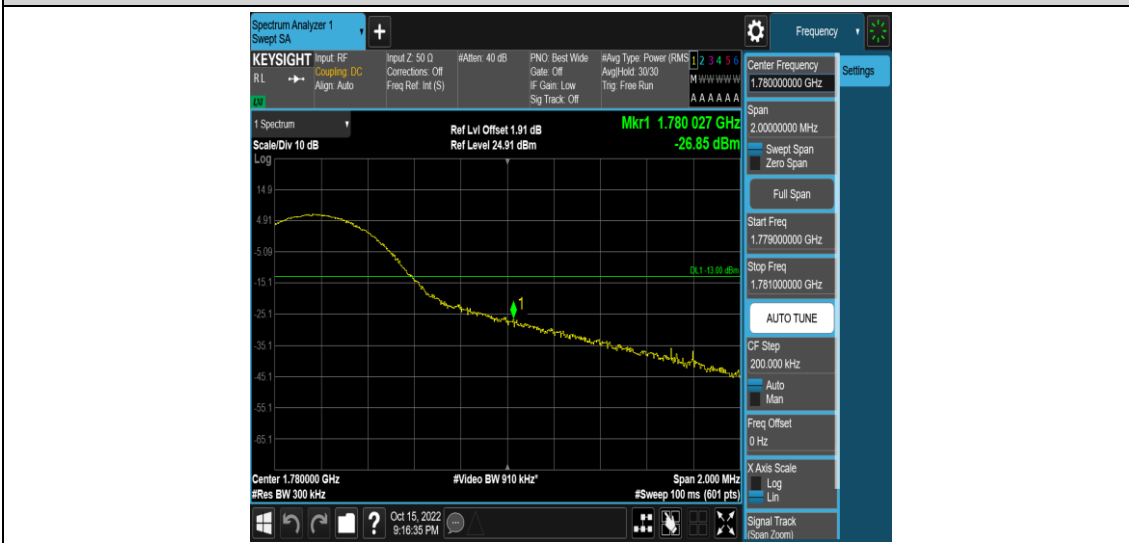 Spectrum Analyzer 1
Swept SA
+
Frequency
KEYSIGHT
RL
LV
Input: RF
Coupling: DC
Align: Auto
Input Z: 50 Ω
Corrections: Off
Freq Ref: Int (S)
#Atten: 40 dB
PNO: Best Wide
Gate: Off
IF Gain: Low
Sig Track: Off
#Avg Type: Power (RMS
Avg|Hold: 30/30
Trig: Free Run
1 2 3 4 5 6
M W W W W W
A A A A A A
Center Frequency
1.780000000 GHz
Settings
1 Spectrum
Scale/Div 10 dB
Ref Lvl Offset 1.91 dB
Ref Level 24.91 dBm
Mkr1 1.780 027 GHz
-26.85 dBm
Log
14.9
4.91
-5.09
-15.1
-25.1
-35.1
-45.1
-55.1
-65.1
DL1 -13.00 dBm
1
Center 1.780000 GHz
#Res BW 300 kHz
#Video BW 910 kHz*
Span 2.000 MHz
#Sweep 100 ms (601 pts)
Span
2.00000000 MHz
Swept Span
Zero Span
Full Span
Start Freq
1.779000000 GHz
Stop Freq
1.781000000 GHz
AUTO TUNE
CF Step
200.000 kHz
Auto
Man
Freq Offset
0 Hz
X Axis Scale
Log
Lin
Signal Track
(Span Zoom)
?
Oct 15, 2022
9:16:35 PM